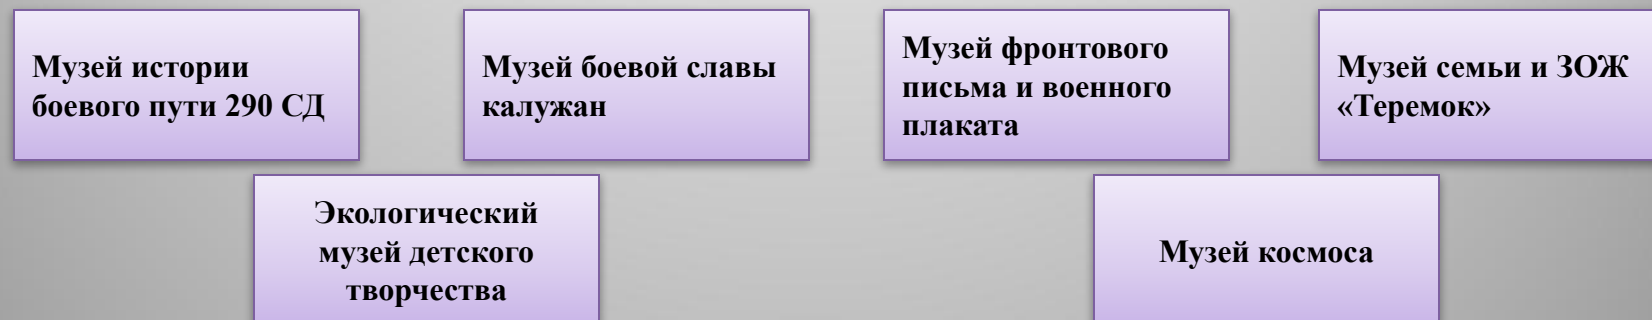 Музей истории
боевого пути 290 СД
Музей боевой славы
калужан
Музей фронтового
письма и военного
плаката
Музей семьи и ЗОЖ
«Теремок»
Экологический
музей детского
творчества
Музей космоса